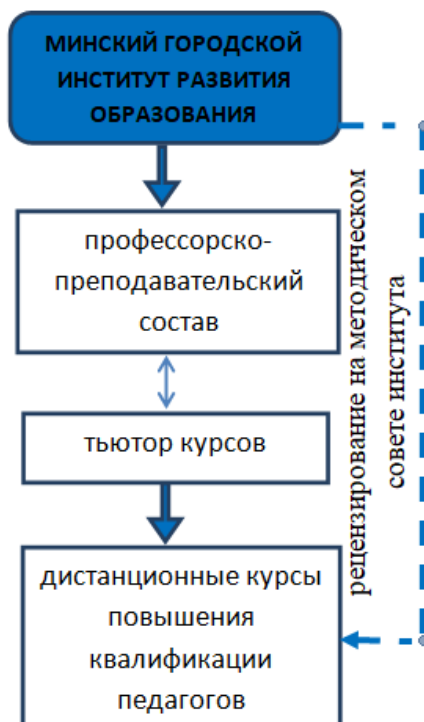 МИНСКИЙ ГОРОДСКОЙ
ИНСТИТУТ РАЗВИТИЯ
ОБРАЗОВАНИЯ
профессорско-
преподавательский
состав
тьютор курсов
дистанционные курсы
повышения
квалификации
педагогов
рецензирование на методическом
совете института